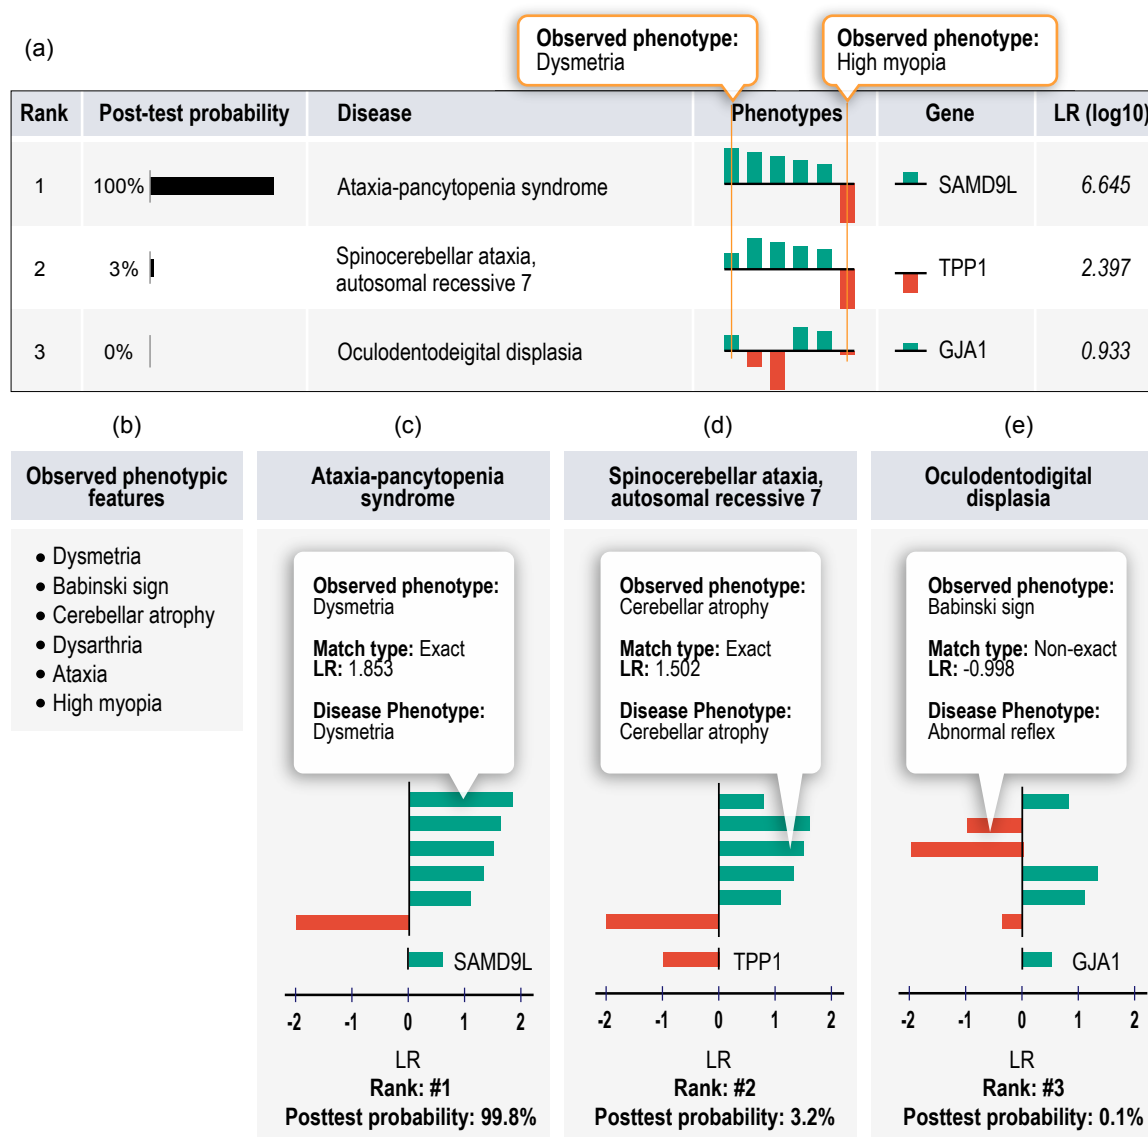 (a)
Observed phenotype:
Dysmetria
Observed phenotype:
High myopia
Rank Post-test probability Disease Phenotypes Gene LR (log10)
1 100% Ataxia-pancytopenia syndrome SAMD9L 6.645
2 3% Spinocerebellar ataxia,
autosomal recessive 7 TPP1 2.397
3 0% Oculodentodeigital displasia GJA1 0.933
(b)
Observed phenotypic
features
• Dysmetria
• Babinski sign
• Cerebellar atrophy
• Dysarthria
• Ataxia
• High myopia
(c)
Ataxia-pancytopenia
syndrome
Observed phenotype:
Dysmetria
Match type: Exact
LR: 1.853
Disease Phenotype:
Dysmetria
SAMD9L
-2 -1 0 1 2
LR
Rank: #1
Posttest probability: 99.8%
(d)
Spinocerebellar ataxia,
autosomal recessive 7
Observed phenotype:
Cerebellar atrophy
Match type: Exact
LR: 1.502
Disease Phenotype:
Cerebellar atrophy
TPP1
-2 -1 0 1 2
LR
Rank: #2
Posttest probability: 3.2%
(e)
Oculodentodigital
displasia
Observed phenotype:
Babinski sign
Match type: Non-exact
LR: -0.998
Disease Phenotype:
Abnormal reflex
GJA1
-2 -1 0 1 2
LR
Rank: #3
Posttest probability: 0.1%